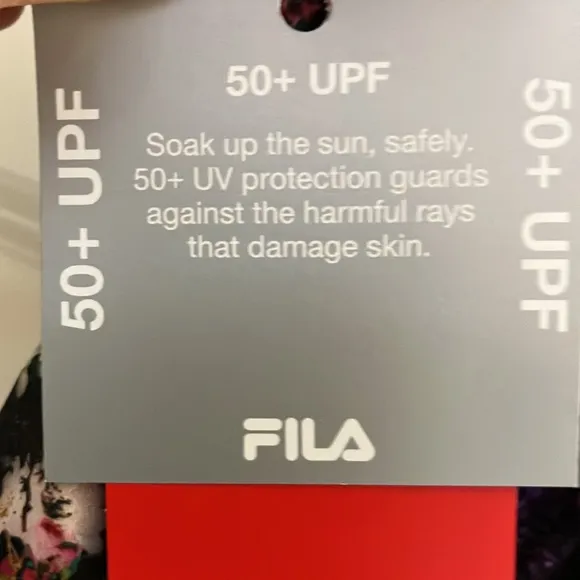 50+ UPF
50+ UPF
Soak up the sun, safely.
50+ UV protection guards
against the harmful rays
that damage skin.
50+ UPF
FILA